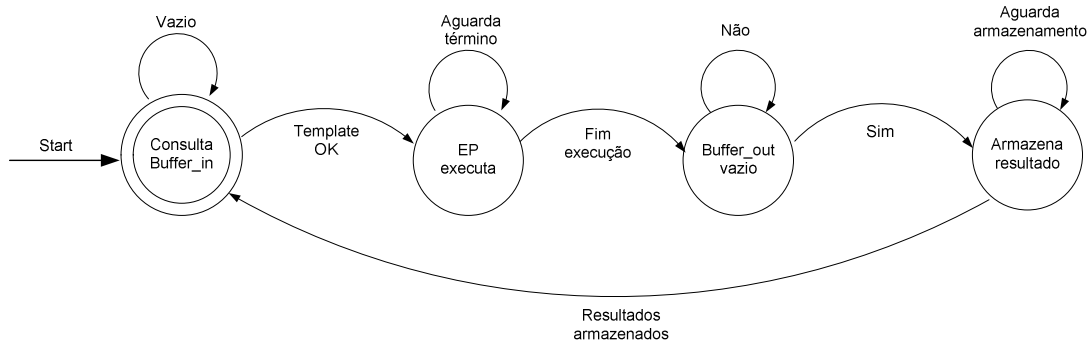 Vazio
Aguarda
término
Não
Aguarda
armazenamento
Start
Consulta
Buffer_in
Template
OK
EP
executa
Fim
execução
Buffer_out
vazio
Sim
Armazena
resultado
Resultados
armazenados